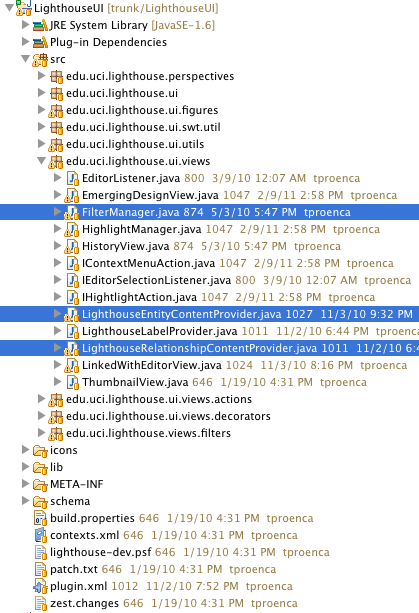 LighthouseUI [trunk/LighthouseUI]
JRE System Library [JavaSE-1.6]
Plug-in Dependencies
src
edu.uci.lighthouse.perspectives
edu.uci.lighthouse.ui
edu.uci.lighthouse.ui.figures
edu.uci.lighthouse.ui.swt.util
edu.uci.lighthouse.ui.utils
edu.uci.lighthouse.ui.views
EditorListener.java 800 3/9/10 12:07 AM tproenca
EmergingDesignView.java 1047 2/9/11 2:58 PM tproenca
FilterManager.java 874 5/3/10 5:47 PM tproenca
HighlightManager.java 1047 2/9/11 2:58 PM tproenca
HistoryView.java 874 5/3/10 5:47 PM tproenca
IContextMenuAction.java 1047 2/9/11 2:58 PM tproenca
IEditorSelectionListener.java 800 3/9/10 12:07 AM
IHightlightAction.java 1047 2/9/11 2:58 PM tproenca
LighthouseEntityContentProvider.java 1027 11/3/10 9:32 PM
LighthouseLabelProvider.java 1011 11/2/10 6:44 PM tproenca
LighthouseRelationshipContentProvider.java 1011 11/2/10 6:4
LinkedWithEditorView.java 1024 11/3/10 8:16 PM tproenca
ThumbnailView.java 646 1/19/10 4:31 PM tproenca
edu.uci.lighthouse.ui.views.actions
edu.uci.lighthouse.ui.views.decorators
edu.uci.lighthouse.views.filters
icons
lib
META-INF
schema
build.properties 646 1/19/10 4:31 PM tproenca
contexts.xml 646 1/19/10 4:31 PM tproenca
lighthouse-dev.psf 646 1/19/10 4:31 PM tproenca
patch.txt 646 1/19/10 4:31 PM tproenca
plugin.xml 1012 11/2/10 7:52 PM tproenca
zest.changes 646 1/19/10 4:31 PM tproenca